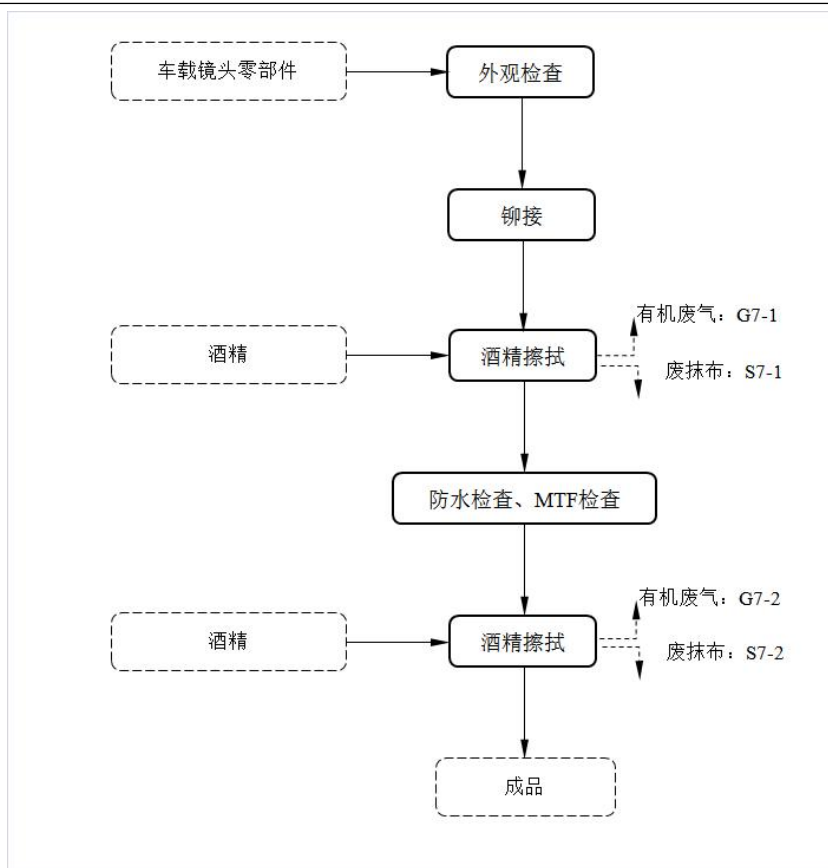 车载镜头零部件
外观检查
铆接
有机废气：G7-1
酒精
酒精擦拭
废抹布：S7-1
防水检查、MTF检查
有机废气：G7-2
酒精
酒精擦拭
废抹布：S7-2
成品